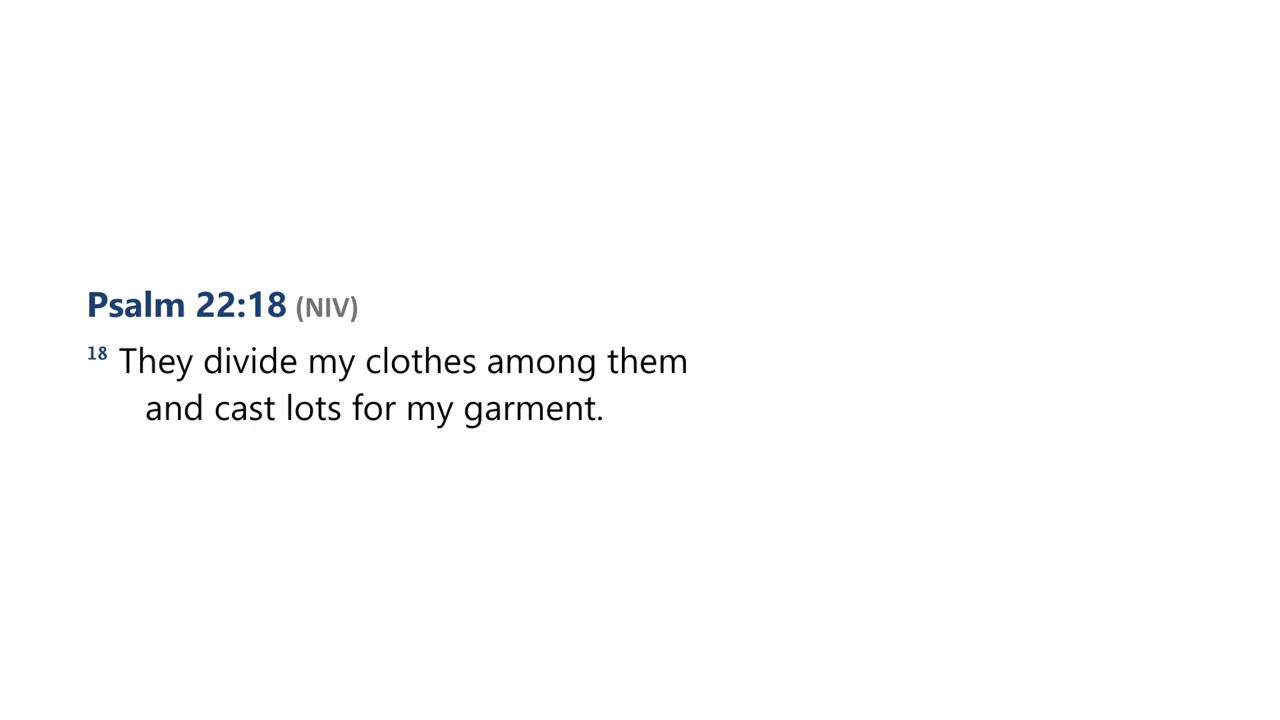 Psalm 22:18 (NIV)
18 They divide my clothes among them
and cast lots for my garment.